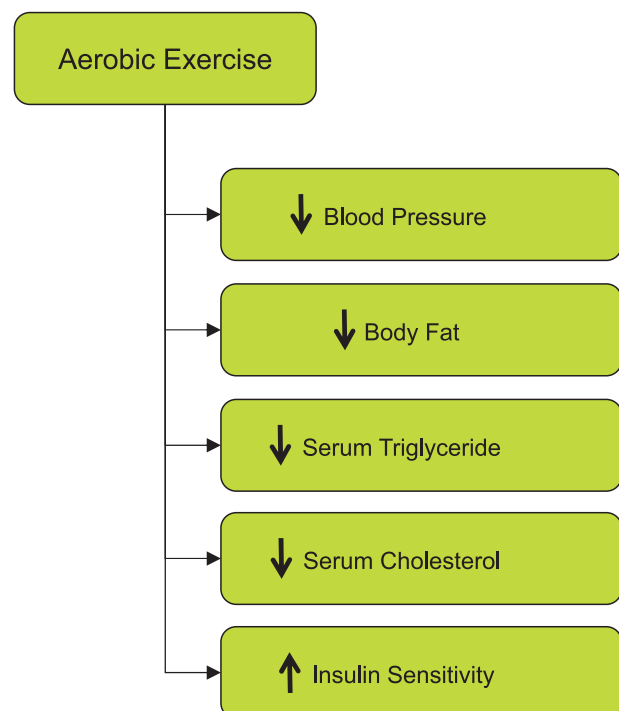 Aerobic Exercise
↓ Blood Pressure
↓ Body Fat
↓ Serum Triglyceride
↓ Serum Cholesterol
↑ Insulin Sensitivity